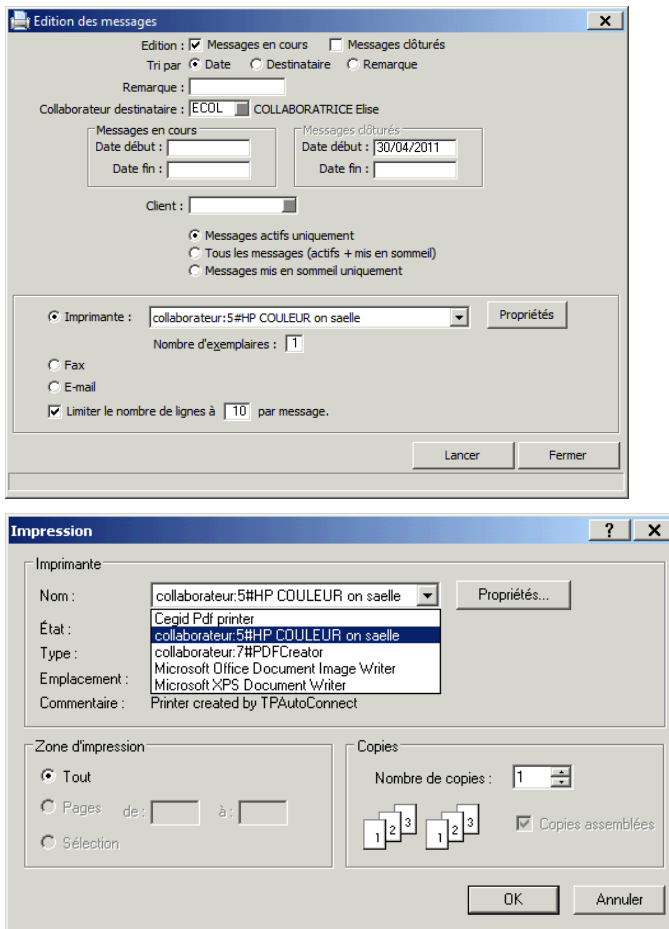 Edition des messages
Edition : Messages en cours Messages clôturés
Tri par Date Destinataire Remarque
Remarque :
Collaborateur destinataire : ECOL COLLABORATRICE Elise
Messages en cours Messages clôturés
Date début : Date début : 30/04/2011
Date fin : Date fin :
Client :
Messages actifs uniquement
Tous les messages (actifs + mis en sommeil)
Messages mis en sommeil uniquement
Imprimante : collaborateur:5#HP COULEUR on saelle Propriétés
Nombre d'exemplaires : 1
Fax
E-mail
Limiter le nombre de lignes à 10 par message.
Lancer Fermer
Impression ? X
Imprimante
Nom : collaborateur:5#HP COULEUR on saelle Propriétés...
Cegid Pdf printer
État : collaborateur:5#HP COULEUR on saelle
Type : collaborateur:7#PDFCreator
Microsoft Office Document Image Writer
Emplacement : Microsoft XPS Document Writer
Commentaire : Printer created by TPAutoConnect
Zone d'impression Copies
Tout Nombre de copies : 1
Pages de : à :
1 2 3 1 2 3 Copies assemblées
Sélection
OK Annuler